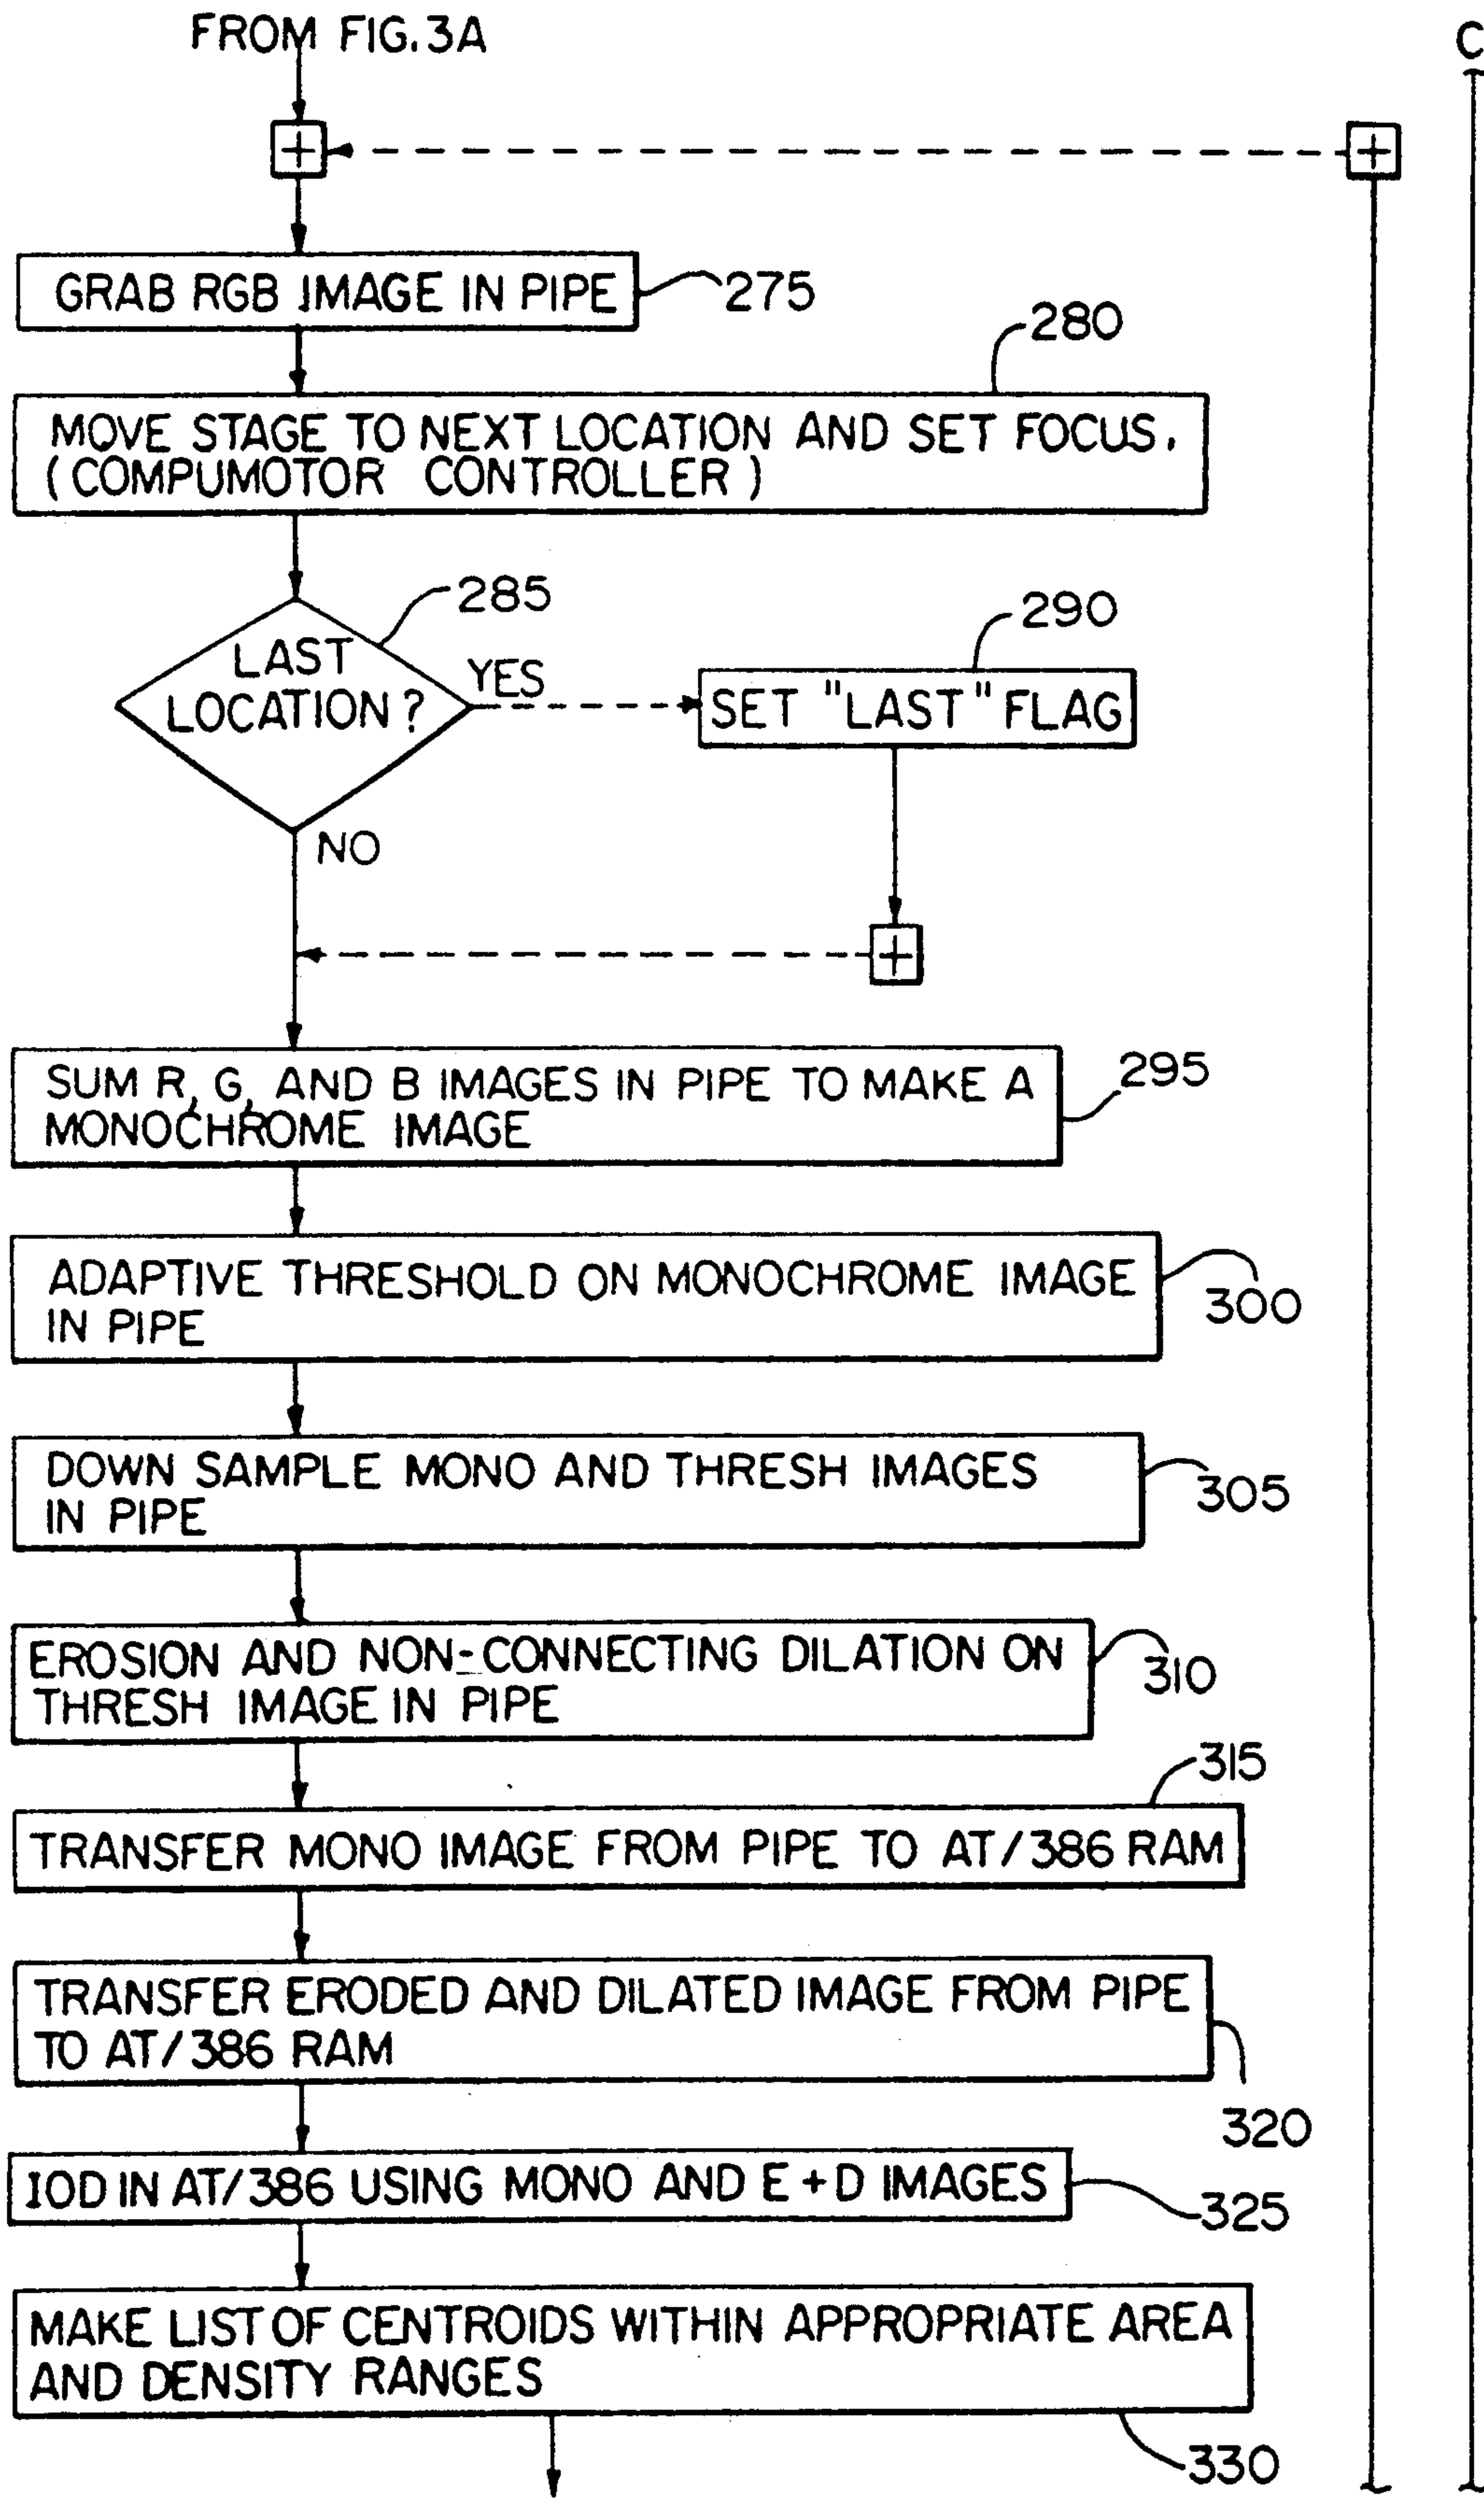 FROM FIG.3A
C
GRAB RGB IMAGE IN PIPE
275
280
MOVE STAGE TO NEXT LOCATION AND SET FOCUS.
(COMPUMOTOR CONTROLLER)
285
290
LAST
LOCATION?
YES
SET "LAST" FLAG
NO
SUM R, G, AND B IMAGES IN PIPE TO MAKE A
MONOCHROME IMAGE
295
ADAPTIVE THRESHOLD ON MONOCHROME IMAGE
IN PIPE
300
DOWN SAMPLE MONO AND THRESH IMAGES
IN PIPE
305
EROSION AND NON-CONNECTING DILATION ON
THRESH IMAGE IN PIPE
310
315
TRANSFER MONO IMAGE FROM PIPE TO AT/386 RAM
TRANSFER ERODED AND DILATED IMAGE FROM PIPE
TO AT/386 RAM
320
IOD IN AT/386 USING MONO AND E+D IMAGES
325
MAKE LIST OF CENTROIDS WITHIN APPROPRIATE AREA
AND DENSITY RANGES
330